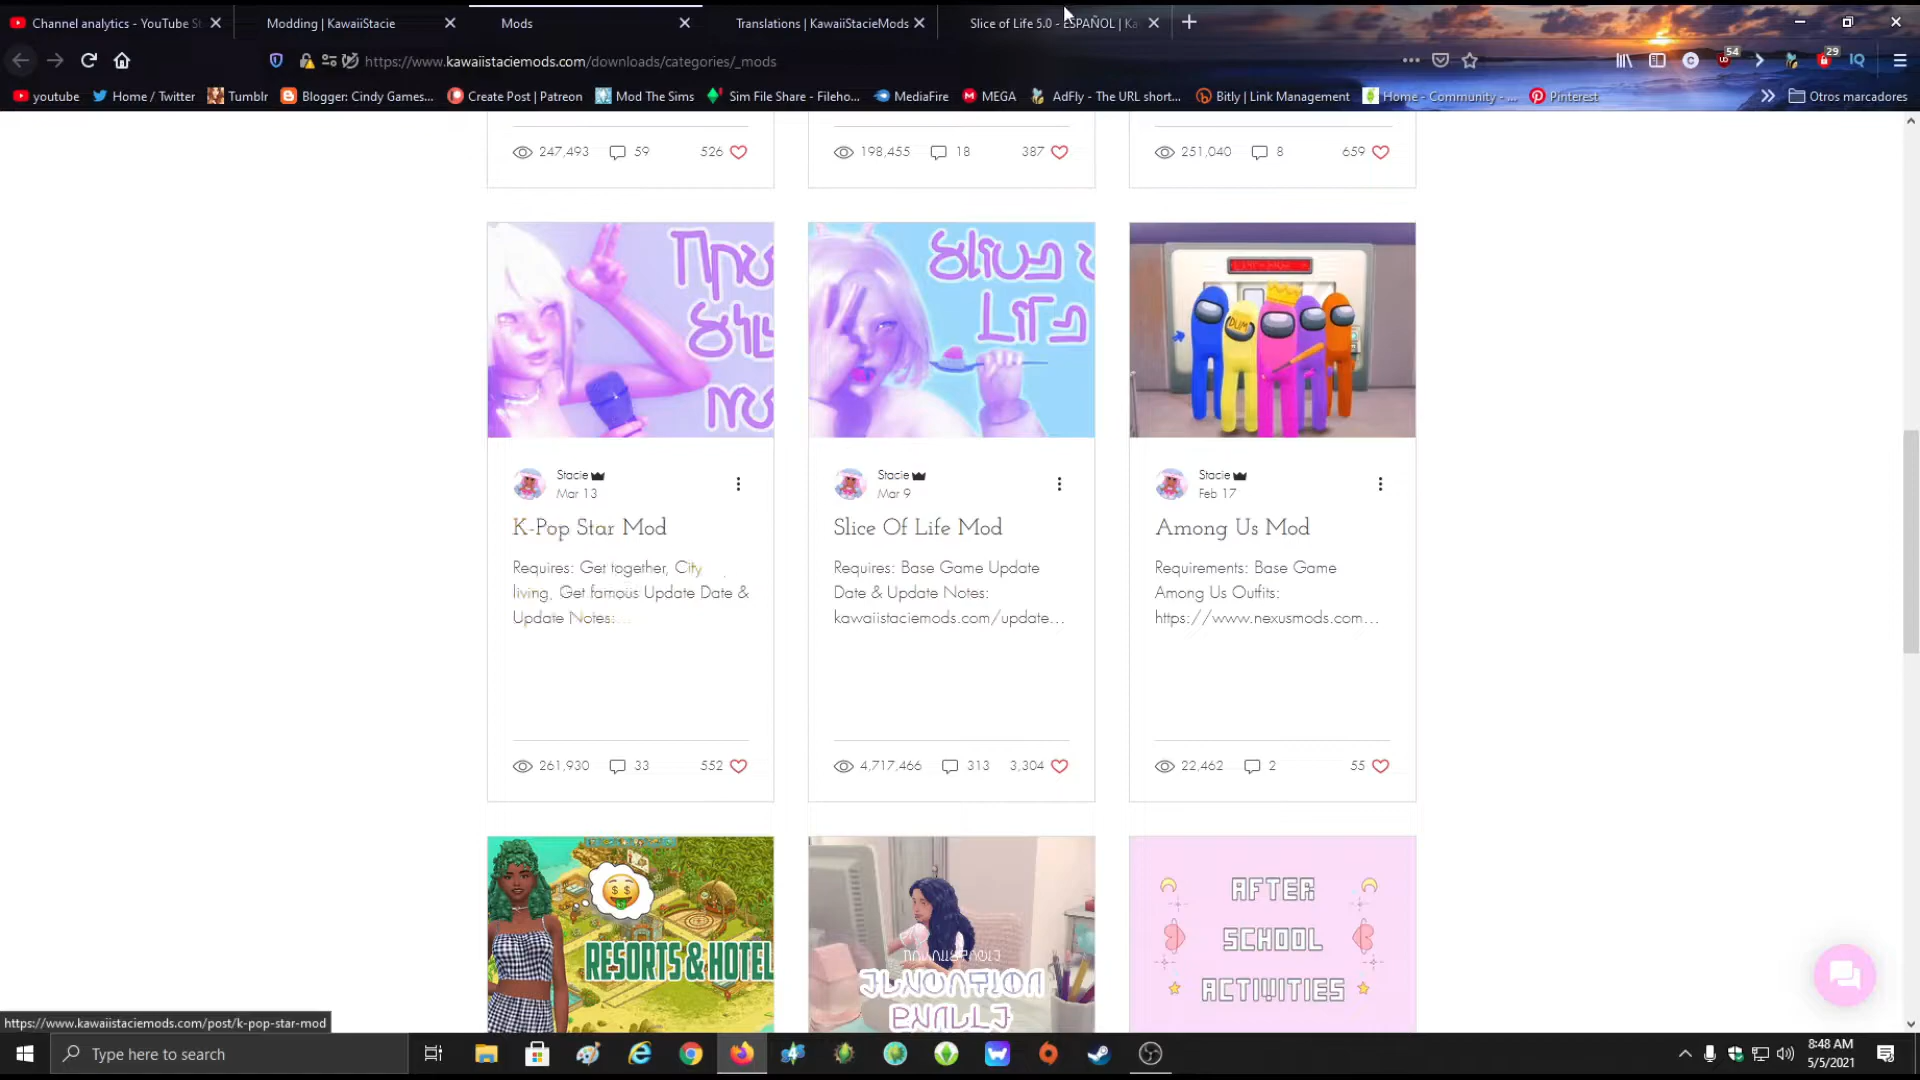 Channel analytics - YouTube St
Modding | KawaiiStacie
Mods
Translations | KawaiiStacieMods
Slice of Life 5.0 - ESPAÑOL | Ka
https://www.kawaiistaciemods.com/downloads/categories/_mods
54
29
youtube
Home / Twitter
Tumblr
Blogger: Cindy Games...
Create Post | Patreon
Mod The Sims
Sim File Share - Fileho...
MediaFire
MEGA
AdFly - The URL short...
Bitly | Link Management
Home - Community - ...
Pinterest
Otros marcadores
247,493 59 526
198,455 18 387
251,040 8 659
DUM
Stacie
Mar 13
K-Pop Star Mod
Requires: Get together, City
living, Get famous Update Date &
Update Notes:...
261,930 33 552
Stacie
Mar 9
Slice Of Life Mod
Requires: Base Game Update
Date & Update Notes:
kawaiistaciemods.com/update...
4,717,466 313 3,304
Stacie
Feb 17
Among Us Mod
Requirements: Base Game
Among Us Outfits:
https://www.nexusmods.com...
22,462 2 55
RESORTS & HOTEL
AFTER
SCHOOL
ACTIVITIES
https://www.kawaiistaciemods.com/post/k-pop-star-mod
Type here to search
8:48 AM
5/5/2021